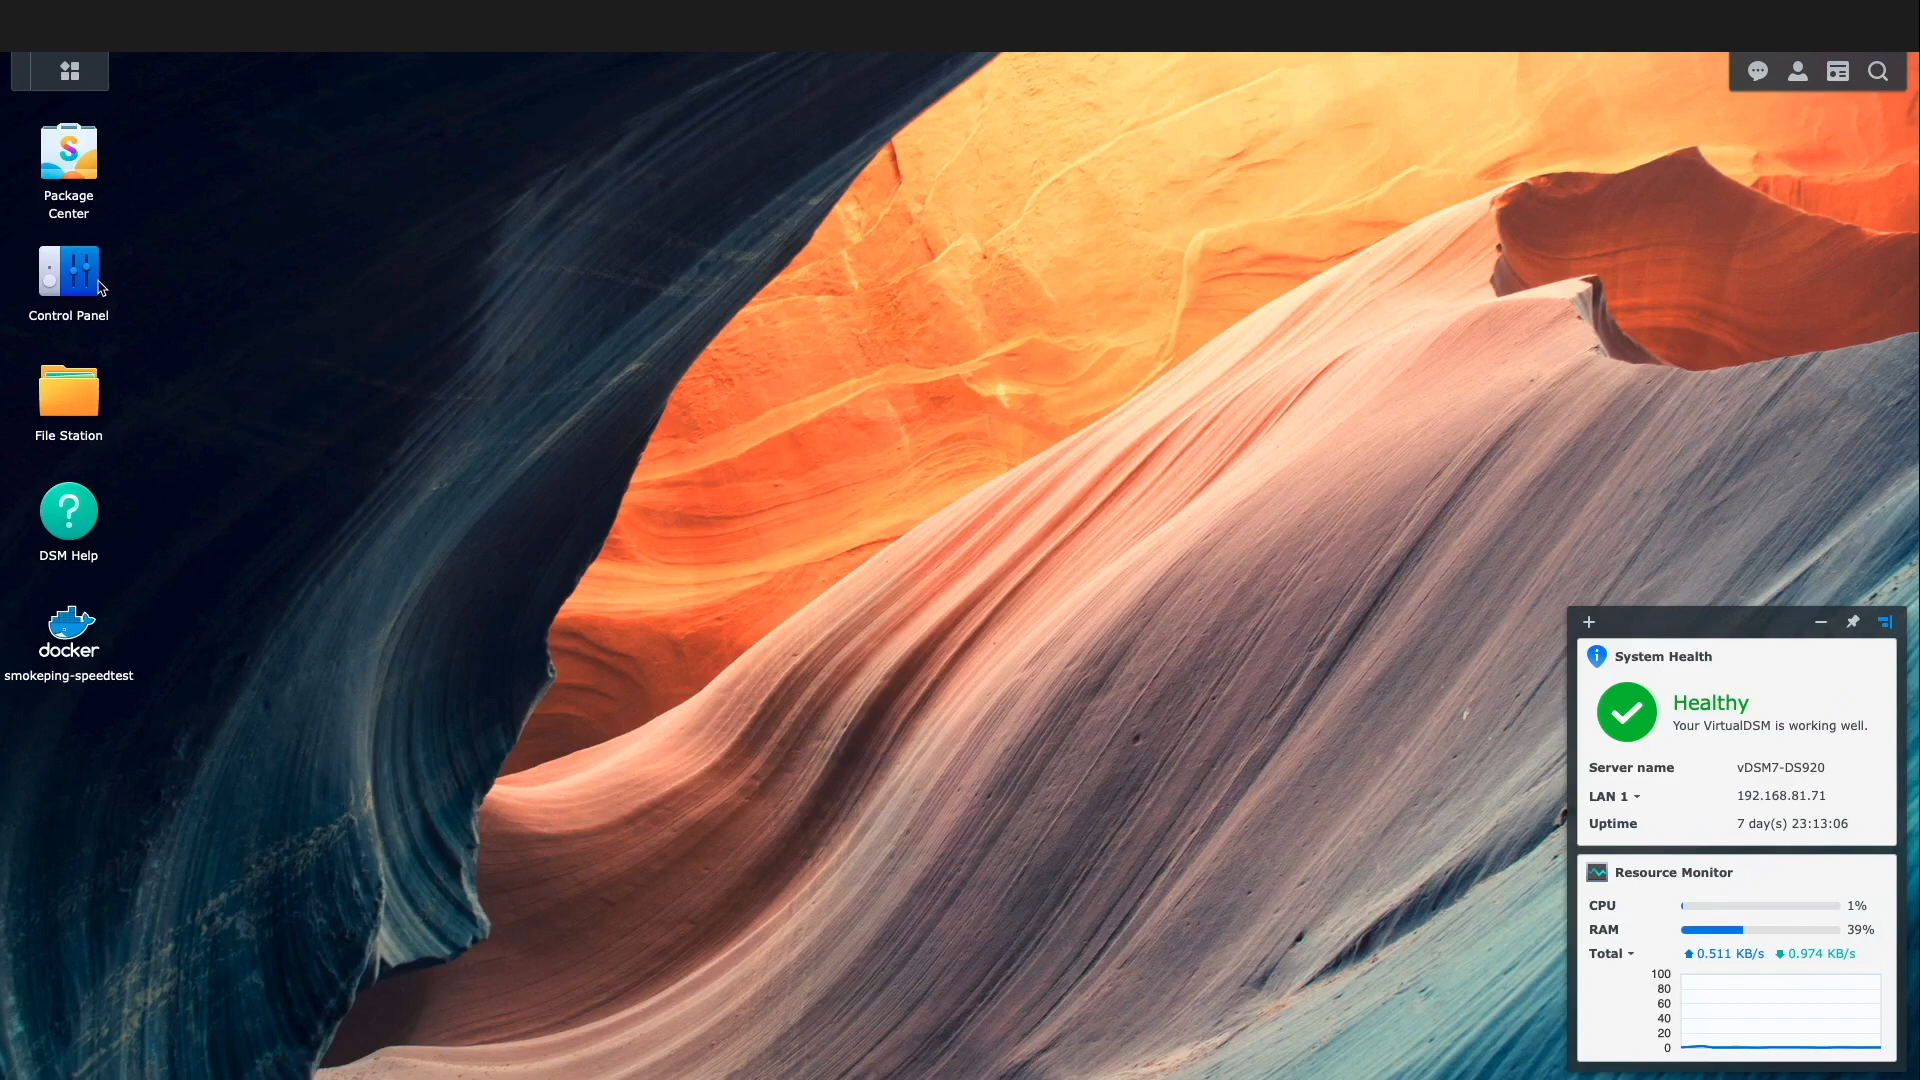 Package
Center
Control Panel
File Station
DSM Help
docker
smokeping-speedtest
System Health
Healthy
Your VirtualDSM is working well.
Server name vDSM7-DS920
LAN 1 192.168.81.71
Uptime 7 day(s) 23:13:06
Resource Monitor
CPU 1%
RAM 39%
Total 0.511 KB/s 0.974 KB/s
100
80
60
40
20
0